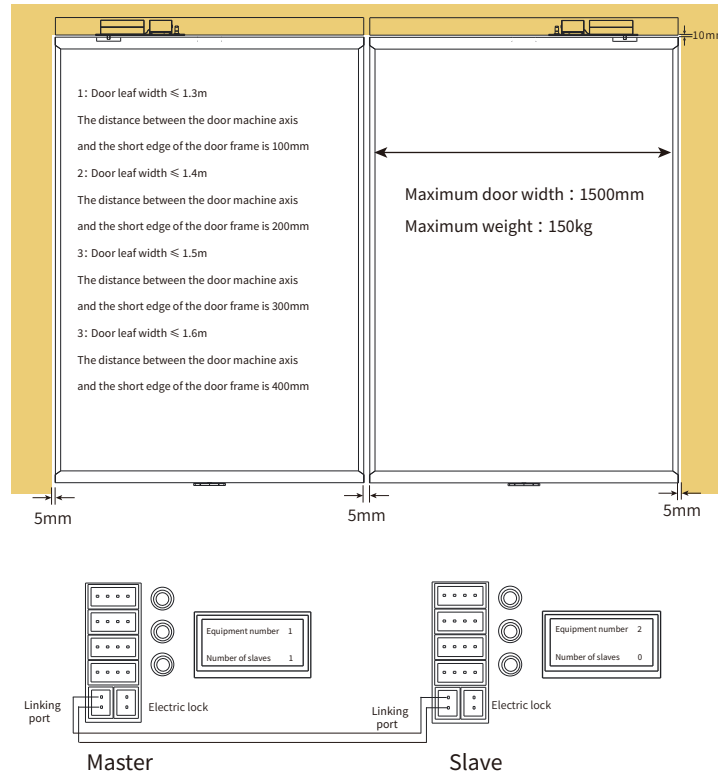 10mm
1: Door leaf width ≤ 1.3m
The distance between the door machine axis
and the short edge of the door frame is 100mm
2: Door leaf width ≤ 1.4m
The distance between the door machine axis
and the short edge of the door frame is 200mm
3: Door leaf width ≤ 1.5m
The distance between the door machine axis
and the short edge of the door frame is 300mm
3: Door leaf width ≤ 1.6m
The distance between the door machine axis
and the short edge of the door frame is 400mm
Maximum door width：1500mm
Maximum weight：150kg
5mm
5mm
5mm
Equipment number 1
Number of slaves 1
Linking
port
Electric lock
Master
Equipment number 2
Number of slaves 0
Linking
port
Electric lock
Slave